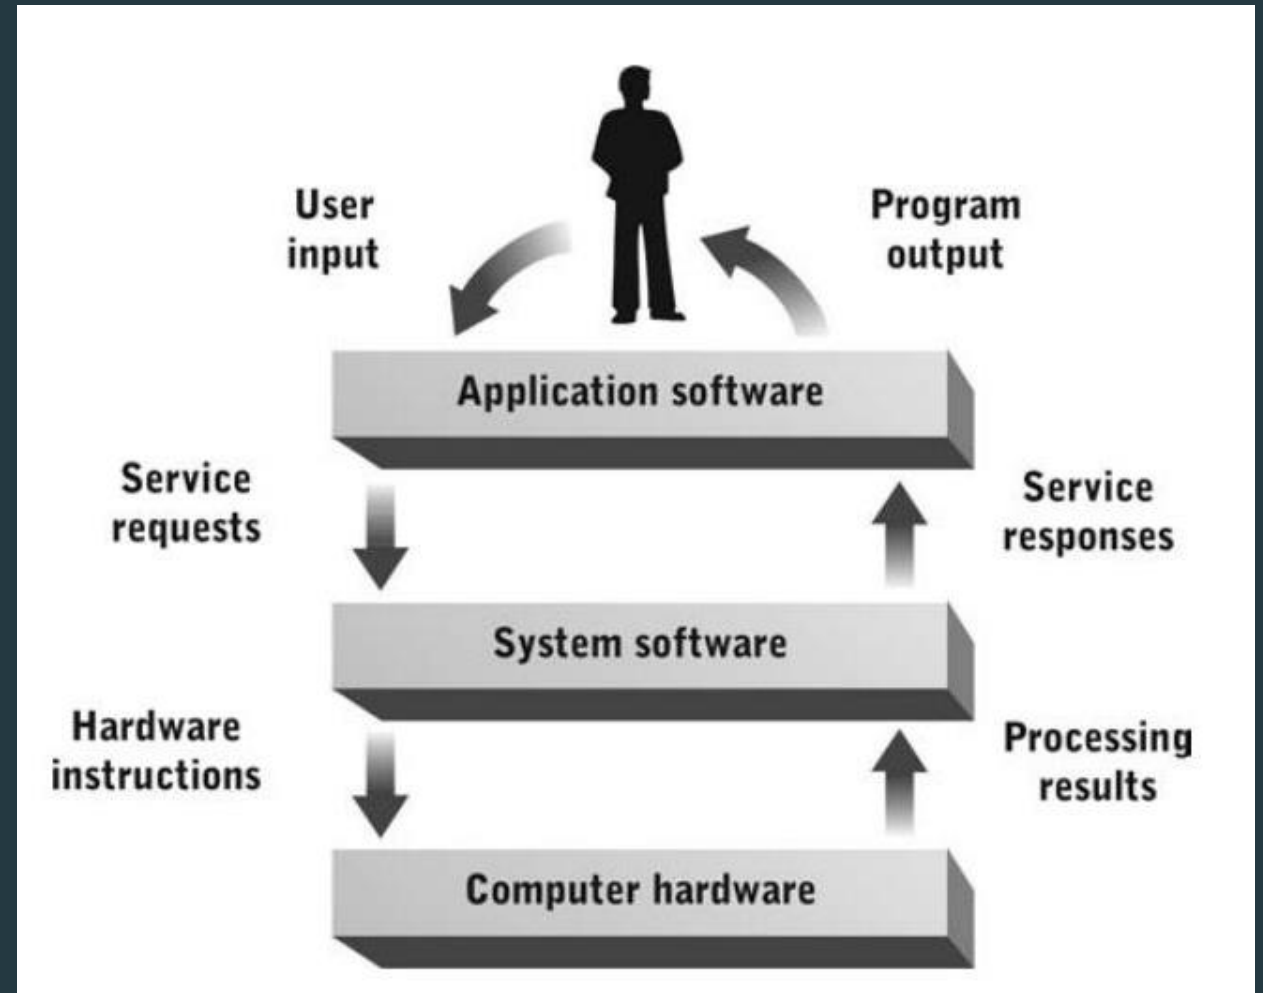 User
input
Program
output
Application software
Service
requests
Service
responses
System software
Hardware
instructions
Processing
results
Computer hardware